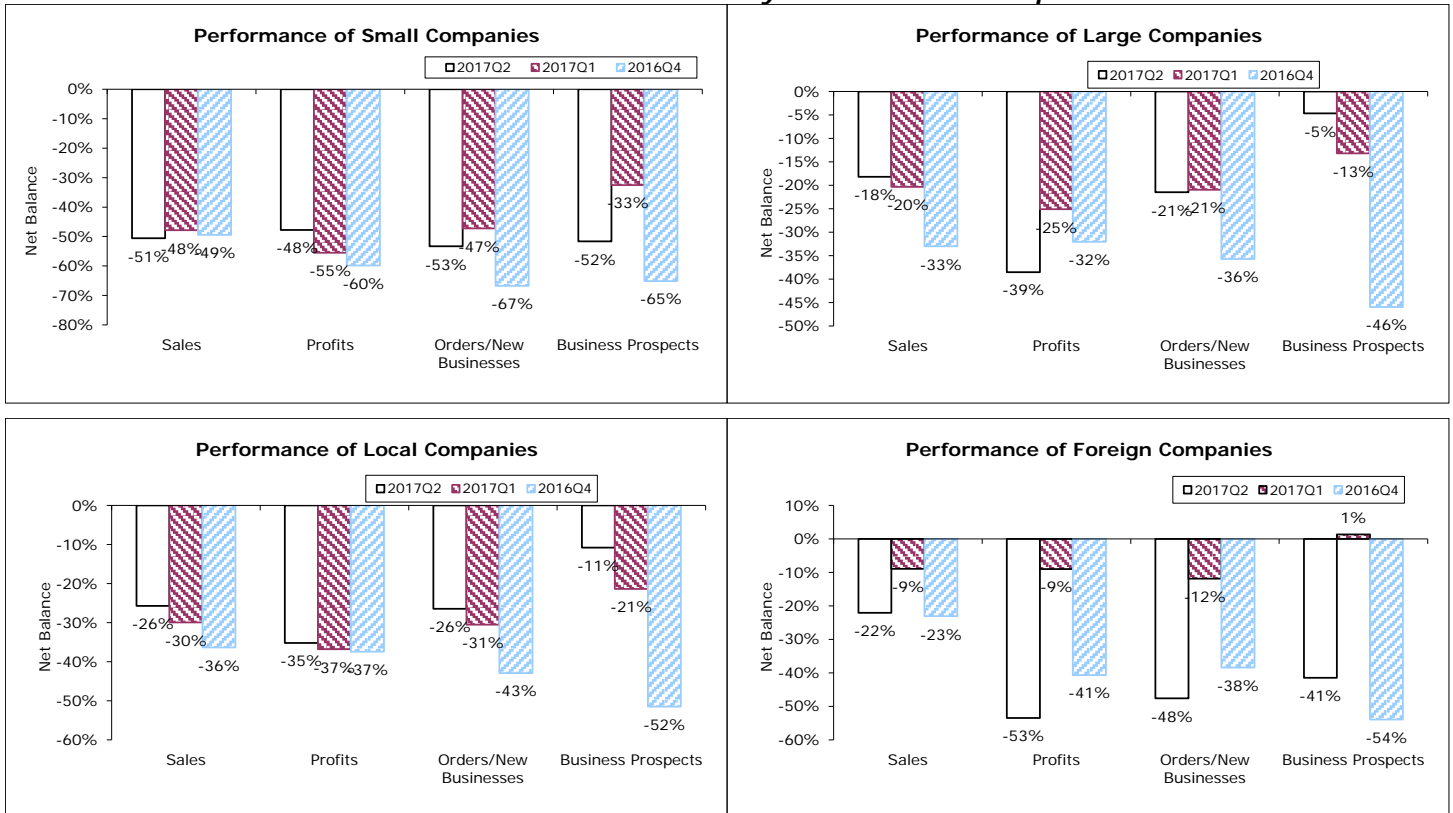 Performance of Small Companies
2017Q2 2017Q1 2016Q4
Net Balance
0%
-10%
-20%
-30%
-40%
-50%
-60%
-70%
-80%
-51% -48% -49%
-48% -55% -60%
-53% -47% -67%
-52% -33% -65%
Sales Profits Orders/New Business Prospects
Businesses
Performance of Large Companies
2017Q2 2017Q1 2016Q4
Net Balance
0%
-5%
-10%
-15%
-20%
-25%
-30%
-35%
-40%
-45%
-50%
-18% -20% -33%
-39% -25% -32%
-21% -21% -36%
-5% -13% -46%
Sales Profits Orders/New Business Prospects
Businesses
Performance of Local Companies
2017Q2 2017Q1 2016Q4
Net Balance
0%
-10%
-20%
-30%
-40%
-50%
-60%
-26% -30% -36%
-35% -37% -37%
-26% -31% -43%
-11% -21% -52%
Sales Profits Orders/New Business Prospects
Businesses
Performance of Foreign Companies
2017Q2 2017Q1 2016Q4
Net Balance
10%
0%
-10%
-20%
-30%
-40%
-50%
-60%
-22% -9% -23%
-53% -9% -41%
-48% -12% -38%
-41% 1% -54%
Sales Profits Orders/New Business Prospects
Businesses